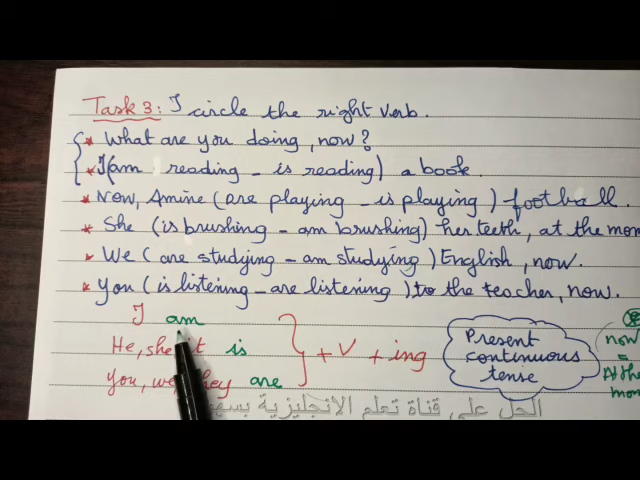 Task 3: I circle the right verb.
* What are you doing, now?
* I (am reading - is reading) a book.
* Now, Amine (are playing - is playing) football.
* She (is brushing - am brushing) her teeth, at the mom
* We (are studying - am studying) English, now.
* You (is listening - are listening) to the teacher, now.
I am
He, she, it is
you, we, they are
+ V + ing
Present
continuous
tense
now
=
At the
mom
الحل على قناة تعلم الانجليزية بسهو